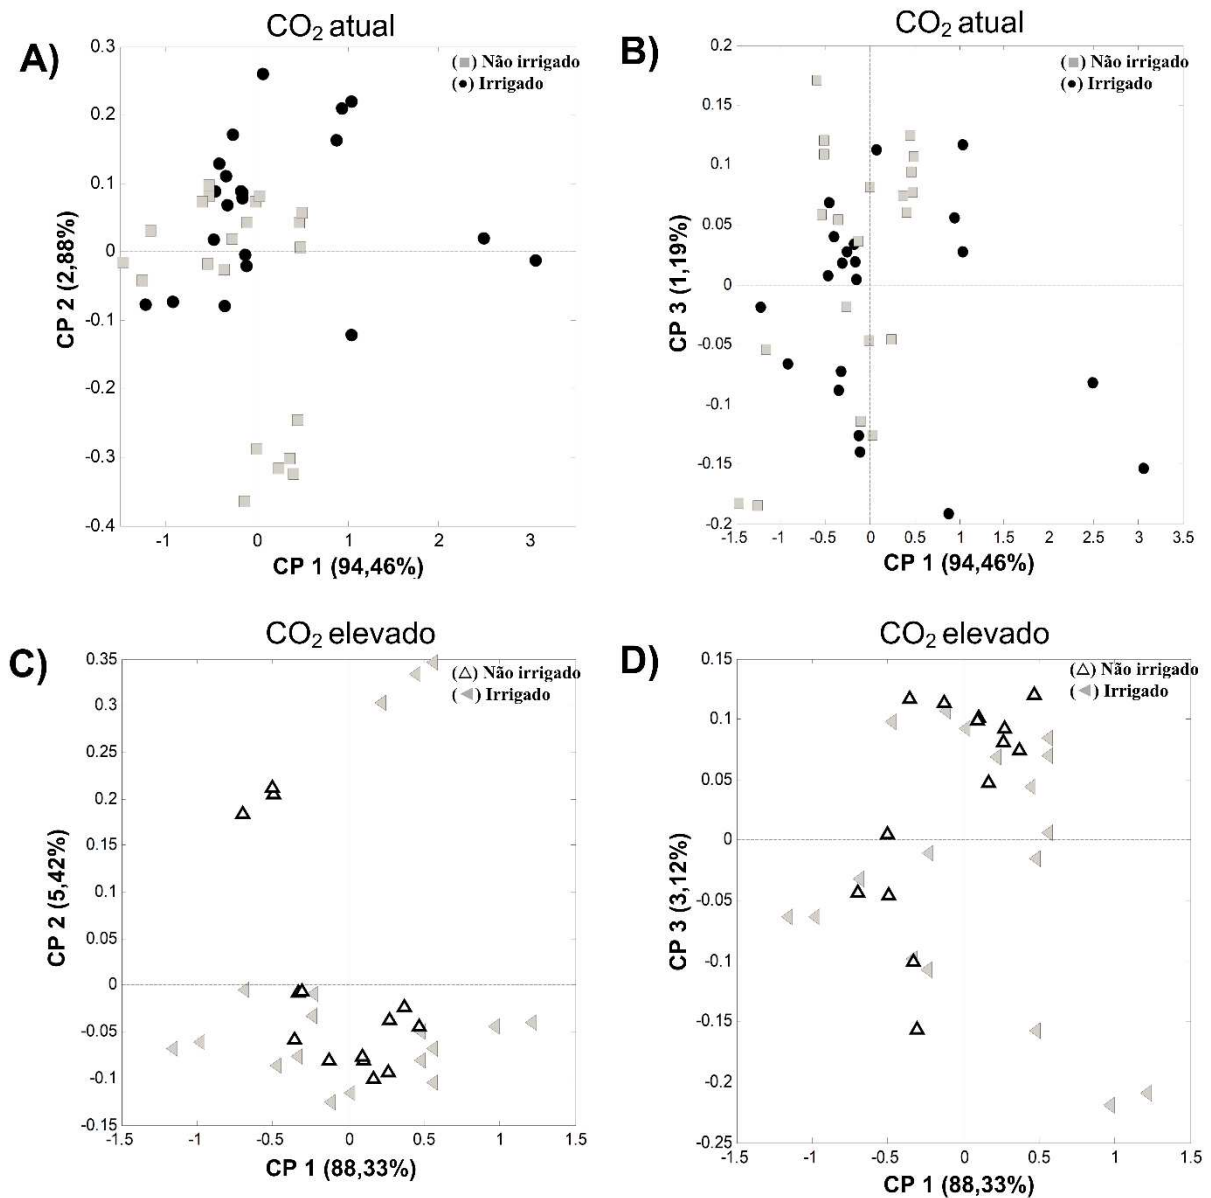 A)
CO₂ atual
(■) Não irrigado
(●) Irrigado
0.3
0.2
0.1
0
-0.1
-0.2
-0.3
-0.4
CP 2 (2,88%)
-1 0 1 2 3
CP 1 (94,46%)
B)
CO₂ atual
(■) Não irrigado
(●) Irrigado
0.2
0.15
0.1
0.05
0
-0.05
-0.1
-0.15
-0.2
CP 3 (1,19%)
-1.5 -1 -0.5 0 0.5 1 1.5 2 2.5 3 3.5
CP 1 (94,46%)
C)
CO₂ elevado
(△) Não irrigado
(◄) Irrigado
0.35
0.3
0.25
0.2
0.15
0.1
0.05
0
-0.05
-0.1
-0.15
CP 2 (5,42%)
-1.5 -1 -0.5 0 0.5 1 1.5
CP 1 (88,33%)
D)
CO₂ elevado
(△) Não irrigado
(◄) Irrigado
0.15
0.1
0.05
0
-0.05
-0.1
-0.15
-0.2
-0.25
CP 3 (3,12%)
-1.5 -1 -0.5 0 0.5 1 1.5
CP 1 (88,33%)